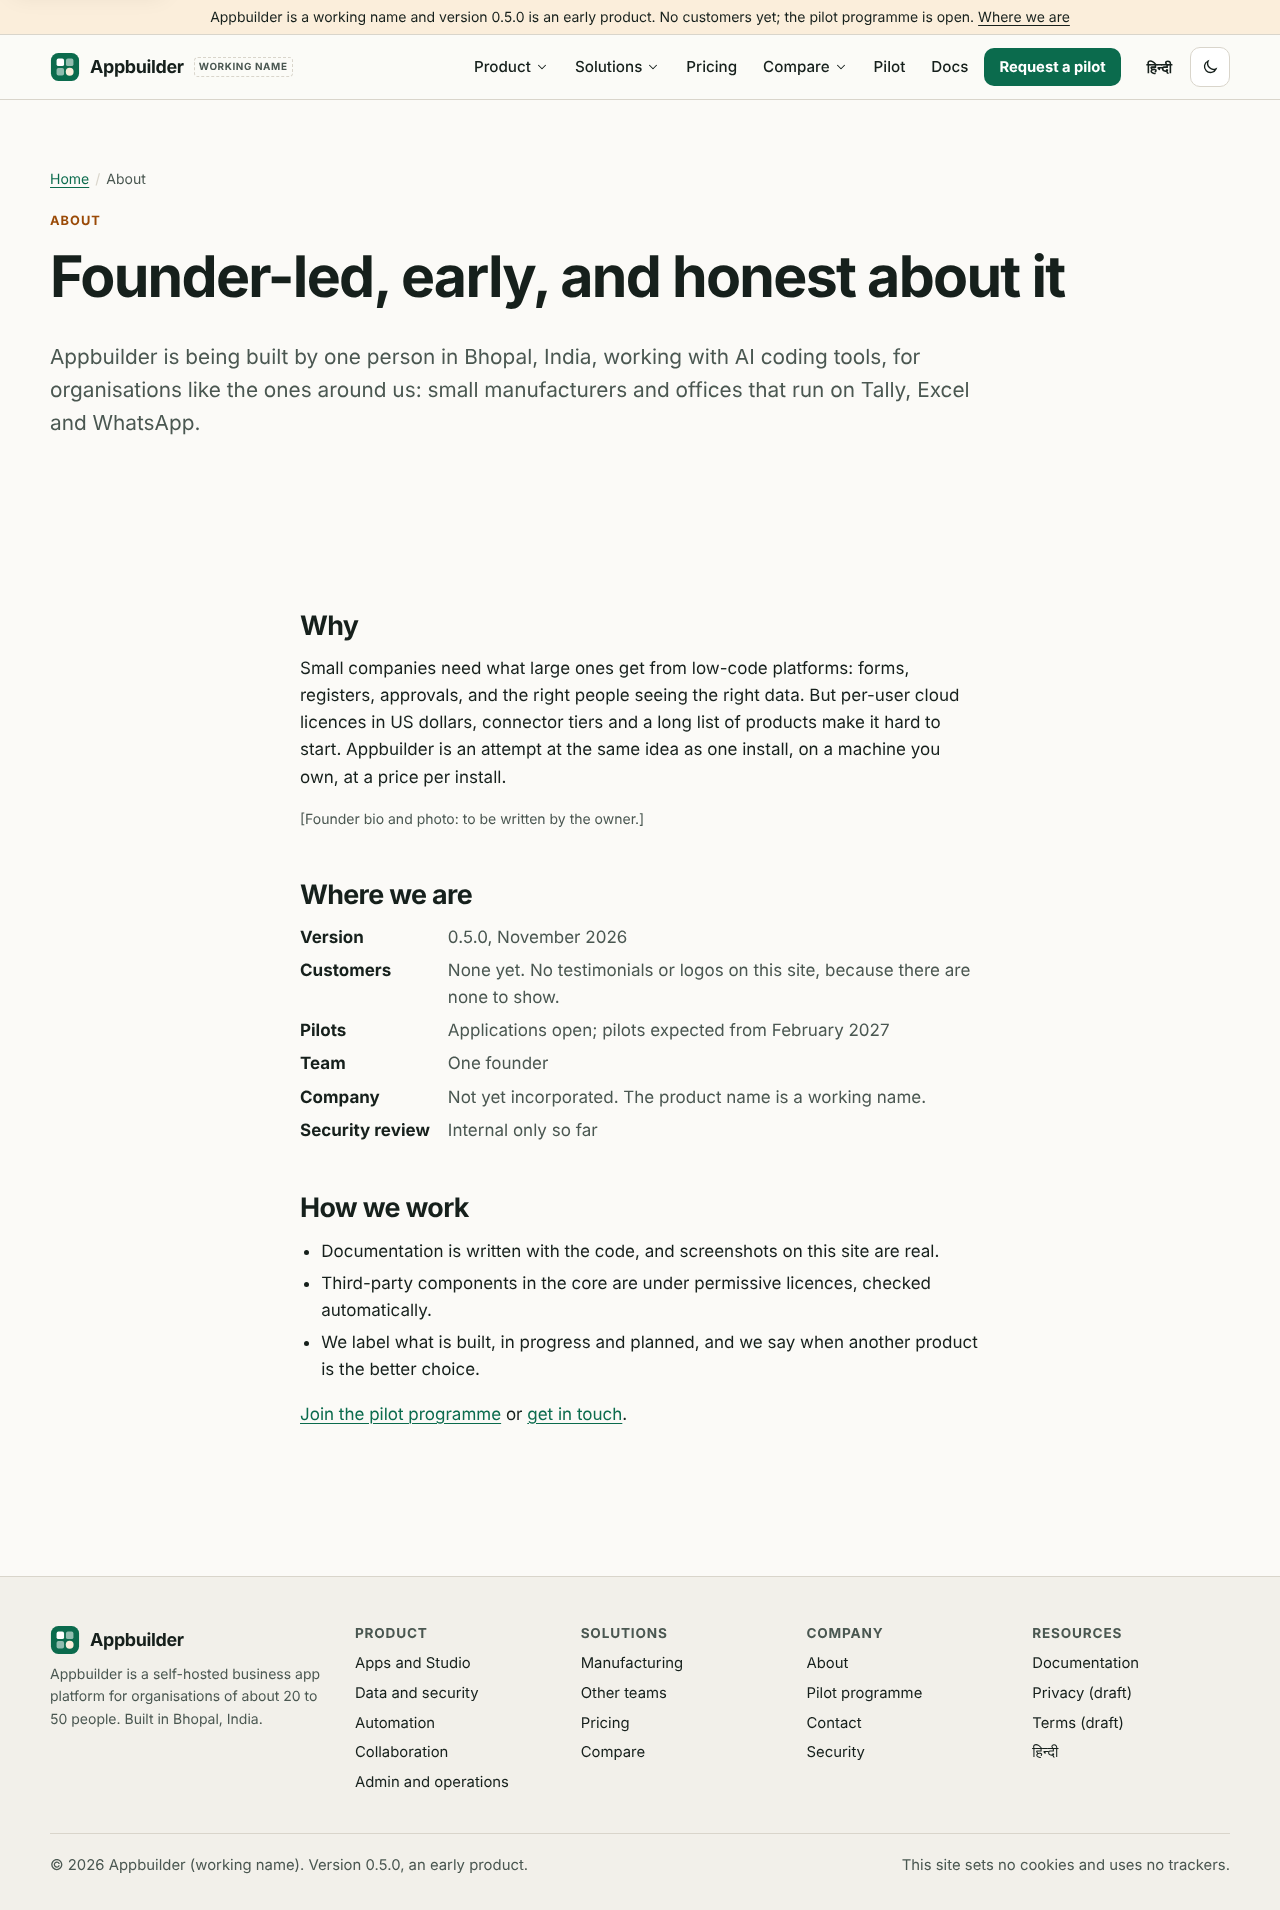 Appbuilder is a working name and version 0.5.0 is an early product. No customers yet; the pilot programme is open. Where we are
Appbuilder WORKING NAME Product Solutions Pricing Compare Pilot Docs Request a pilot हिन्दी
Home / About
ABOUT
Founder-led, early, and honest about it
Appbuilder is being built by one person in Bhopal, India, working with AI coding tools, for
organisations like the ones around us: small manufacturers and offices that run on Tally, Excel
and WhatsApp.
Why
Small companies need what large ones get from low-code platforms: forms,
registers, approvals, and the right people seeing the right data. But per-user cloud
licences in US dollars, connector tiers and a long list of products make it hard to
start. Appbuilder is an attempt at the same idea as one install, on a machine you
own, at a price per install.
[Founder bio and photo: to be written by the owner.]
Where we are
Version 0.5.0, November 2026
Customers None yet. No testimonials or logos on this site, because there are
none to show.
Pilots Applications open; pilots expected from February 2027
Team One founder
Company Not yet incorporated. The product name is a working name.
Security review Internal only so far
How we work
• Documentation is written with the code, and screenshots on this site are real.
• Third-party components in the core are under permissive licences, checked
automatically.
• We label what is built, in progress and planned, and we say when another product
is the better choice.
Join the pilot programme or get in touch.
Appbuilder
Appbuilder is a self-hosted business app
platform for organisations of about 20 to
50 people. Built in Bhopal, India.
PRODUCT
Apps and Studio
Data and security
Automation
Collaboration
Admin and operations
SOLUTIONS
Manufacturing
Other teams
Pricing
Compare
COMPANY
About
Pilot programme
Contact
Security
RESOURCES
Documentation
Privacy (draft)
Terms (draft)
हिन्दी
© 2026 Appbuilder (working name). Version 0.5.0, an early product.
This site sets no cookies and uses no trackers.